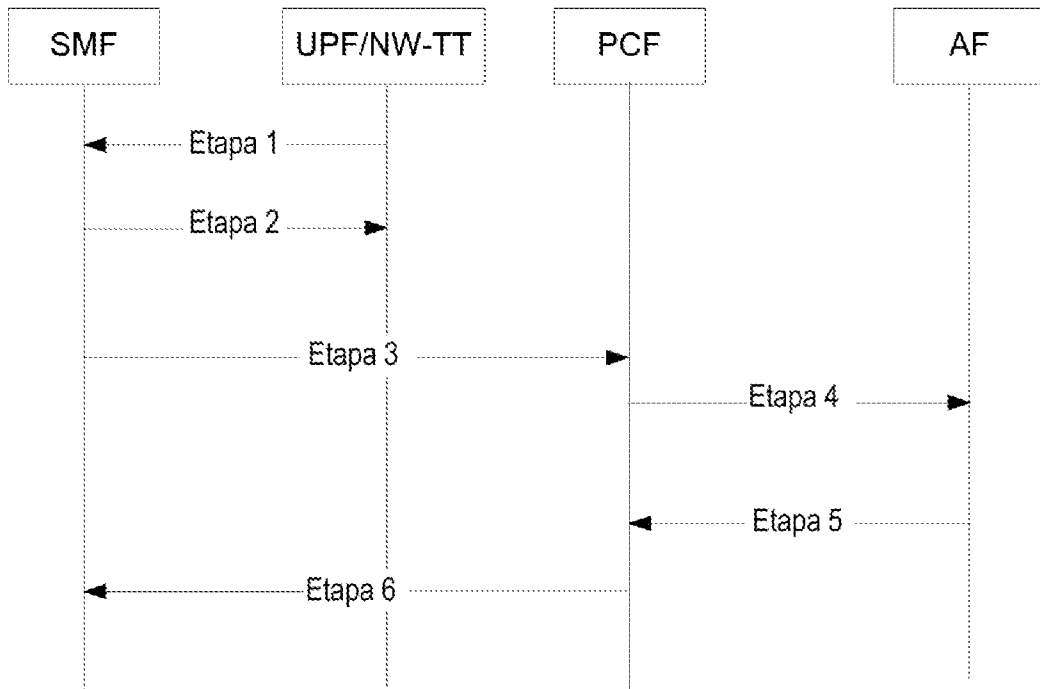 SMF
UPF/NW-TT
PCF
AF
Etapa 1
Etapa 2
Etapa 3
Etapa 4
Etapa 5
Etapa 6